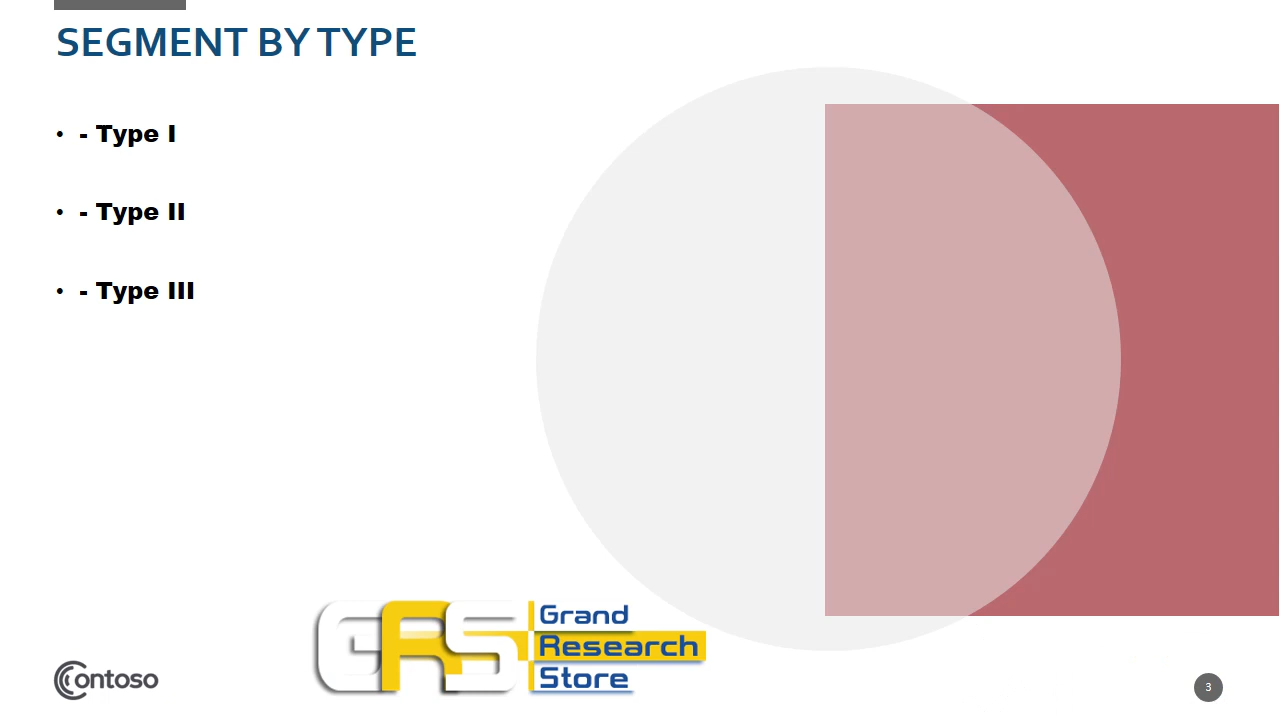 SEGMENT BY TYPE
• - Type I
• - Type II
• - Type III
GRS
Grand
Research
Store
Contoso
3